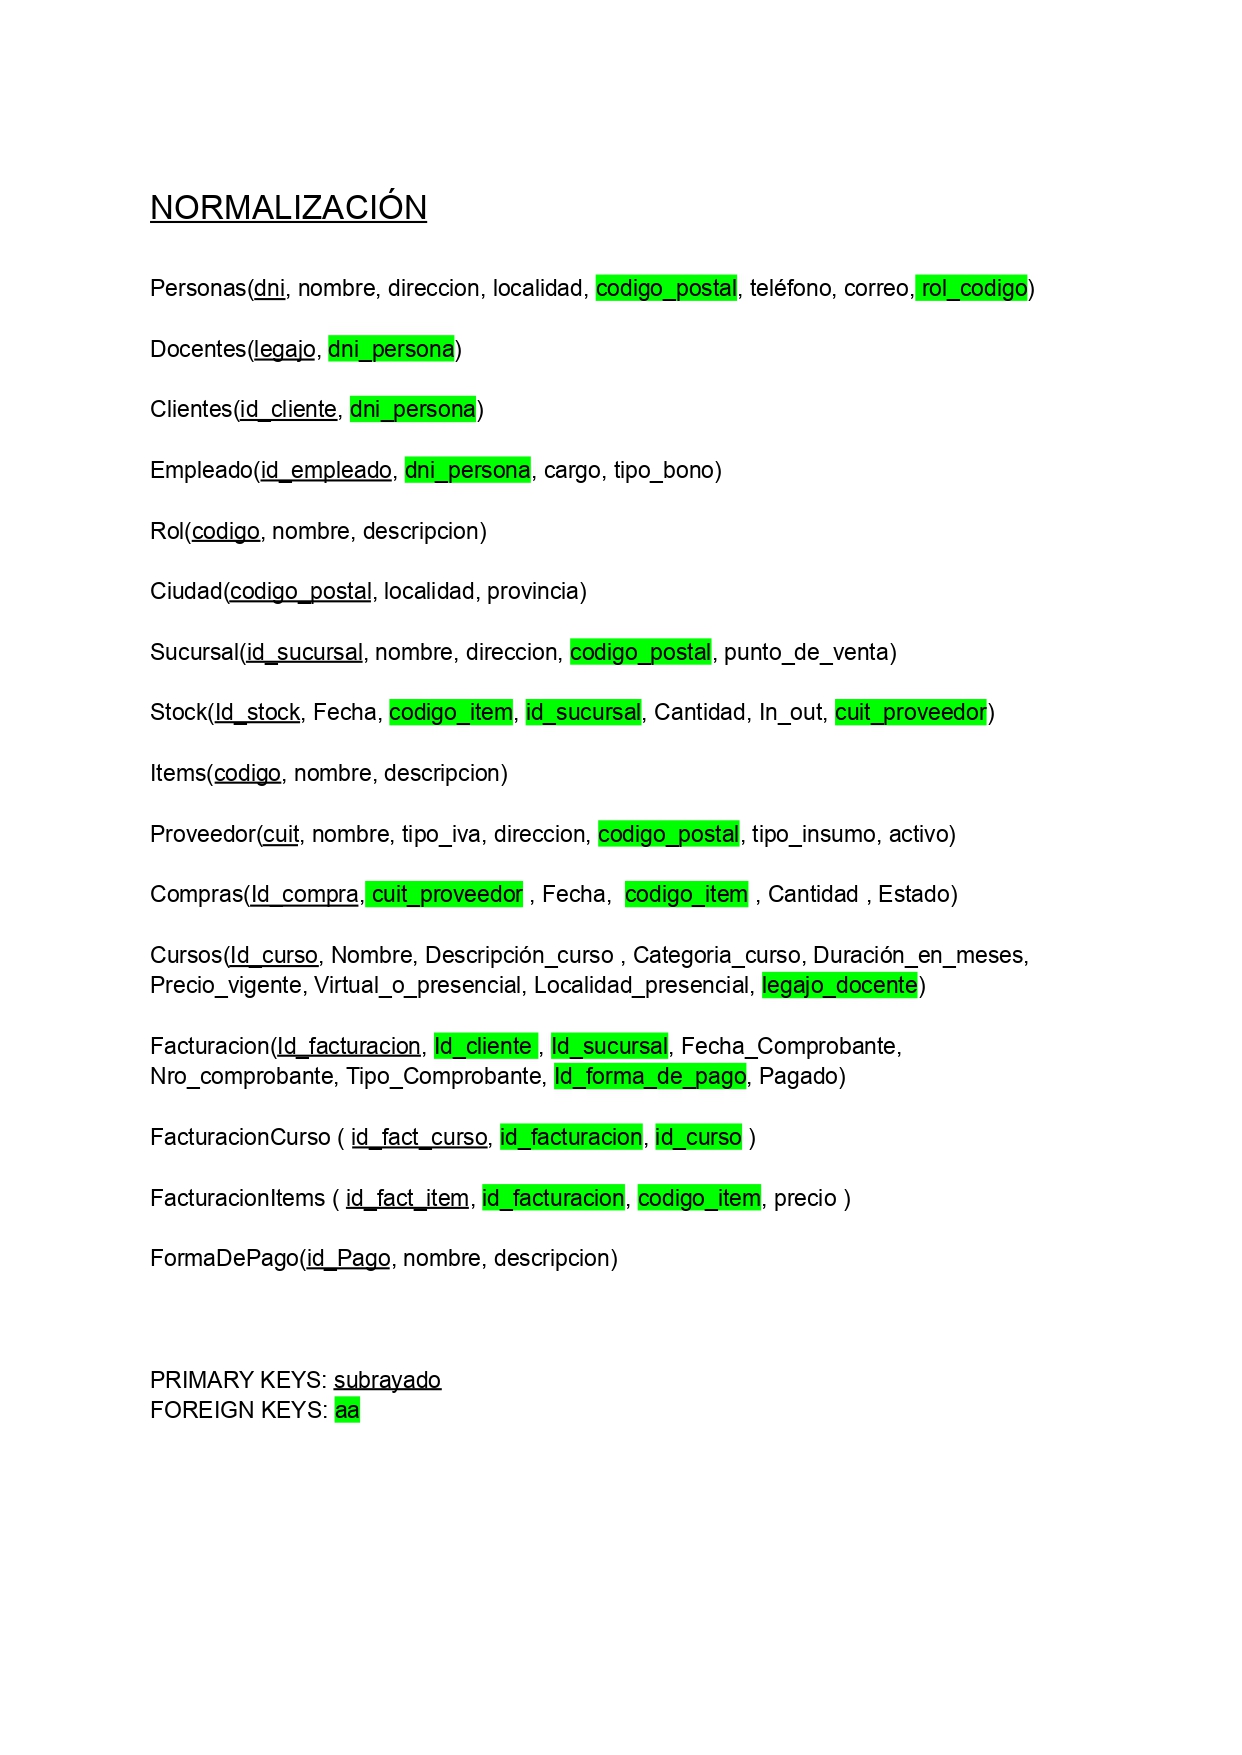 NORMALIZACIÓN
Personas(dni, nombre, direccion, localidad, codigo_postal, teléfono, correo, rol_codigo)
Docentes(legajo, dni_persona)
Clientes(id_cliente, dni_persona)
Empleado(id_empleado, dni_persona, cargo, tipo_bono)
Rol(codigo, nombre, descripcion)
Ciudad(codigo_postal, localidad, provincia)
Sucursal(id_sucursal, nombre, direccion, codigo_postal, punto_de_venta)
Stock(Id_stock, Fecha, codigo_item, id_sucursal, Cantidad, In_out, cuit_proveedor)
Items(codigo, nombre, descripcion)
Proveedor(cuit, nombre, tipo_iva, direccion, codigo_postal, tipo_insumo, activo)
Compras(Id_compra, cuit_proveedor , Fecha, codigo_item , Cantidad , Estado)
Cursos(Id_curso, Nombre, Descripción_curso , Categoria_curso, Duración_en_meses,
Precio_vigente, Virtual_o_presencial, Localidad_presencial, legajo_docente)
Facturacion(Id_facturacion, Id_cliente , Id_sucursal, Fecha_Comprobante,
Nro_comprobante, Tipo_Comprobante, Id_forma_de_pago, Pagado)
FacturacionCurso ( id_fact_curso, id_facturacion, id_curso )
FacturacionItems ( id_fact_item, id_facturacion, codigo_item, precio )
FormaDePago(id_Pago, nombre, descripcion)
PRIMARY KEYS: subrayado
FOREIGN KEYS: aa